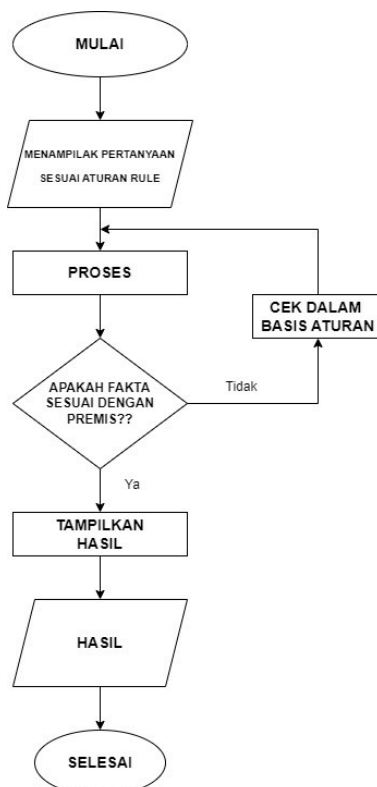 MULAI
MENAMPILAK PERTANYAAN
SESUAI ATURAN RULE
PROSES
CEK DALAM
BASIS ATURAN
APAKAH FAKTA
SESUAI DENGAN
PREMIS??
Tidak
Ya
TAMPILKAN
HASIL
HASIL
SELESAI